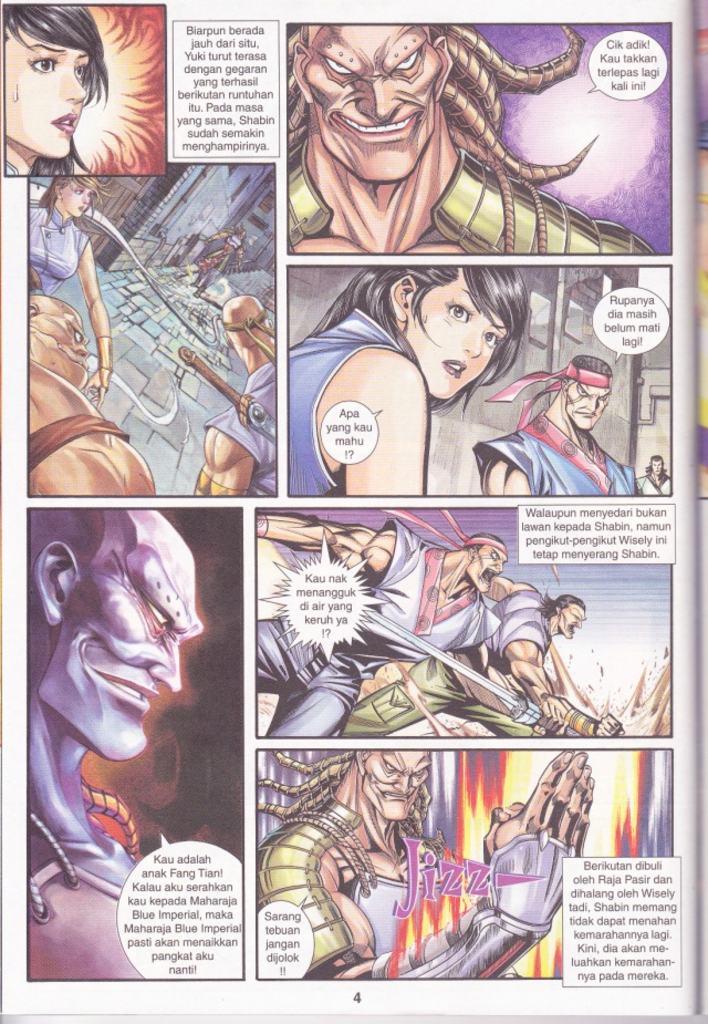 Biarpun berada
jauh dari situ,
Yuki turut terasa
dengan gegaran
yang terhasil
berikutan runtuhan
itu. Pada masa
yang sama, Shabin
sudah semakin
menghampirinya.
Cik adik!
Kau takkan
terlepas lagi
kali ini!
Rupanya
dia masih
belum mati
lagi!
Apa
yang kau
mahu
!?
Walaupun menyedari bukan
lawan kepada Shabin, namun
pengikut-pengikut Wisely ini
tetap menyerang Shabin.
Kau nak
menangguk
di air yang
keruh ya
!?
Kau adalah
anak Fang Tian!
Kalau aku serahkan
kau kepada Maharaja
Blue Imperial, maka
Maharaja Blue Imperial
pasti akan menaikkan
pangkat aku
nanti!
Jizz
Sarang
tebuan
jangan
dijolok
!!
Berikutan dibuli
oleh Raja Pasir dan
dihalang oleh Wisely
tadi, Shabin memang
tidak dapat menahan
kemarahannya lagi.
Kini, dia akan me-
luahkan kemarahan-
nya pada mereka.
4